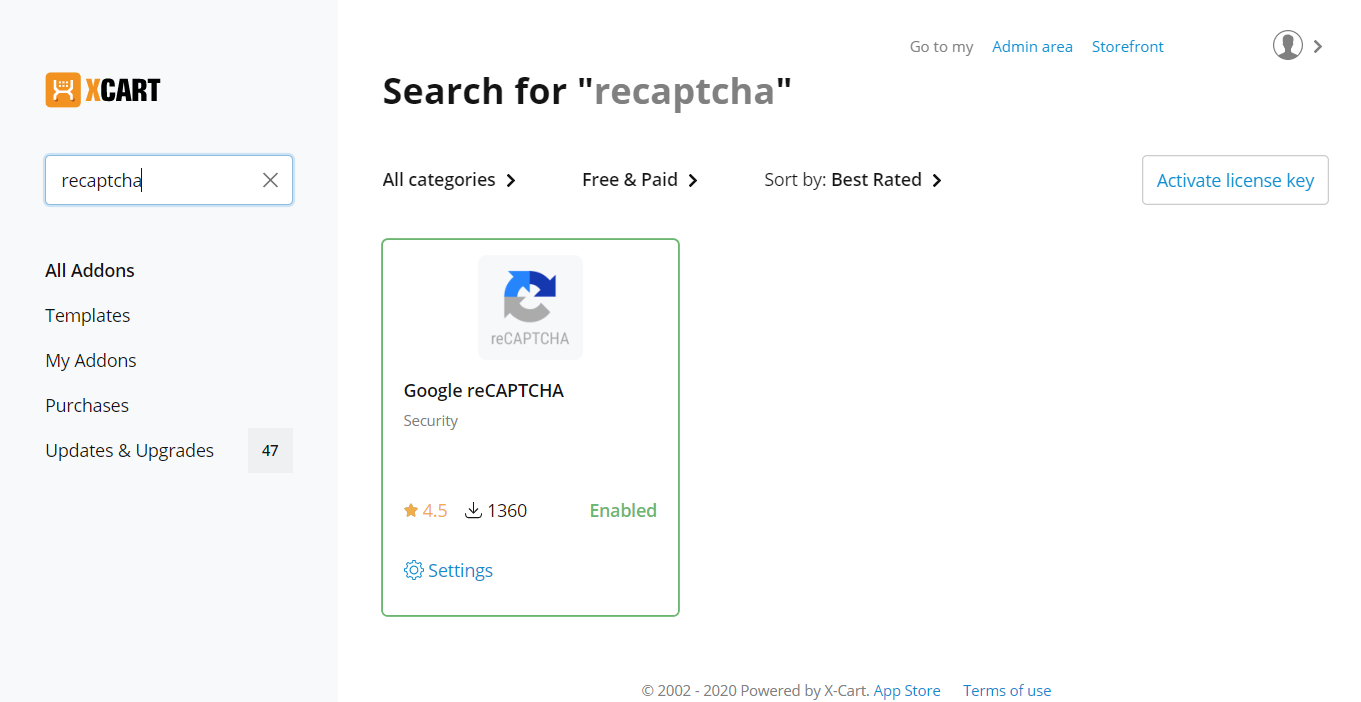 Go to my Admin area Storefront
XCART
Search for "recaptcha"
recaptcha
All categories Free & Paid Sort by: Best Rated Activate license key
All Addons
Templates
My Addons
Purchases
Updates & Upgrades 47
reCAPTCHA
Google reCAPTCHA
Security
4.5 1360 Enabled
Settings
© 2002 - 2020 Powered by X-Cart. App Store Terms of use